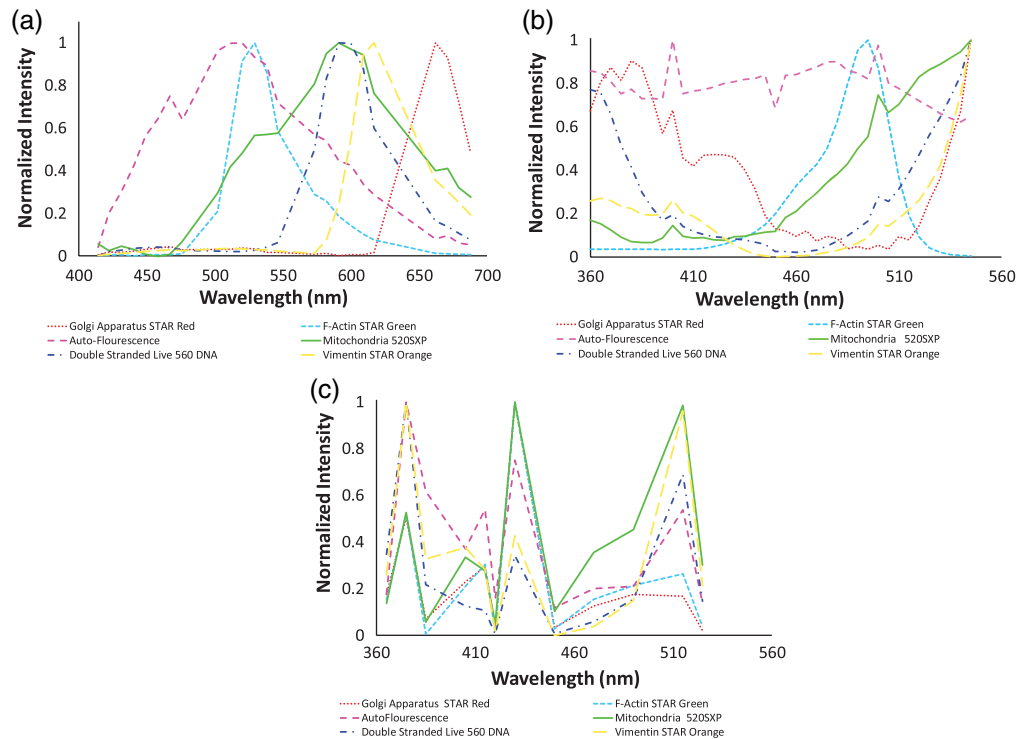 (a)
Normalized Intensity
1
0.8
0.6
0.4
0.2
0
400 450 500 550 600 650 700
Wavelength (nm)
Golgi Apparatus STAR Red
F-Actin STAR Green
Auto-Flourescence
Mitochondria 520SXP
Double Stranded Live 560 DNA
Vimentin STAR Orange
(b)
Normalized Intensity
1
0.8
0.6
0.4
0.2
0
360 410 460 510 560
Wavelength (nm)
Golgi Apparatus STAR Red
F-Actin STAR Green
Auto-Flourescence
Mitochondria 520SXP
Double Stranded Live 560 DNA
Vimentin STAR Orange
(c)
Normalized Intensity
1
0.8
0.6
0.4
0.2
0
360 410 460 510 560
Wavelength (nm)
Golgi Apparatus STAR Red
F-Actin STAR Green
AutoFlourescence
Mitochondria 520SXP
Double Stranded Live 560 DNA
Vimentin STAR Orange